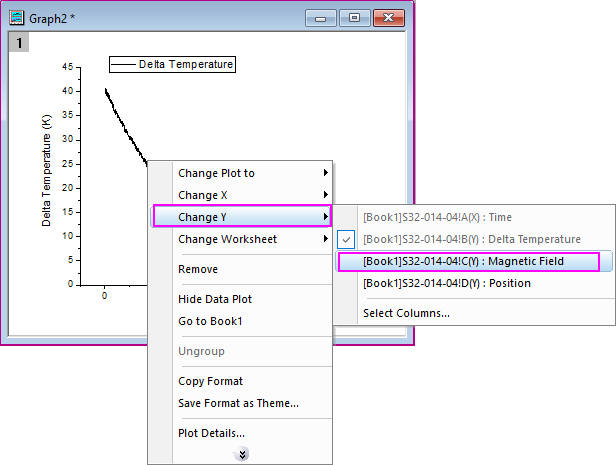 Graph2 *
1
Delta Temperature
45
40
35
30
25
20
15
10
5
0
0
Delta Temperature (K)
Change Plot to
Change X
Change Y
Change Worksheet
Remove
Hide Data Plot
Go to Book1
Ungroup
Copy Format
Save Format as Theme...
Plot Details...
[Book1]S32-014-04!A(X) : Time
[Book1]S32-014-04!B(Y) : Delta Temperature
[Book1]S32-014-04!C(Y) : Magnetic Field
[Book1]S32-014-04!D(Y) : Position
Select Columns...